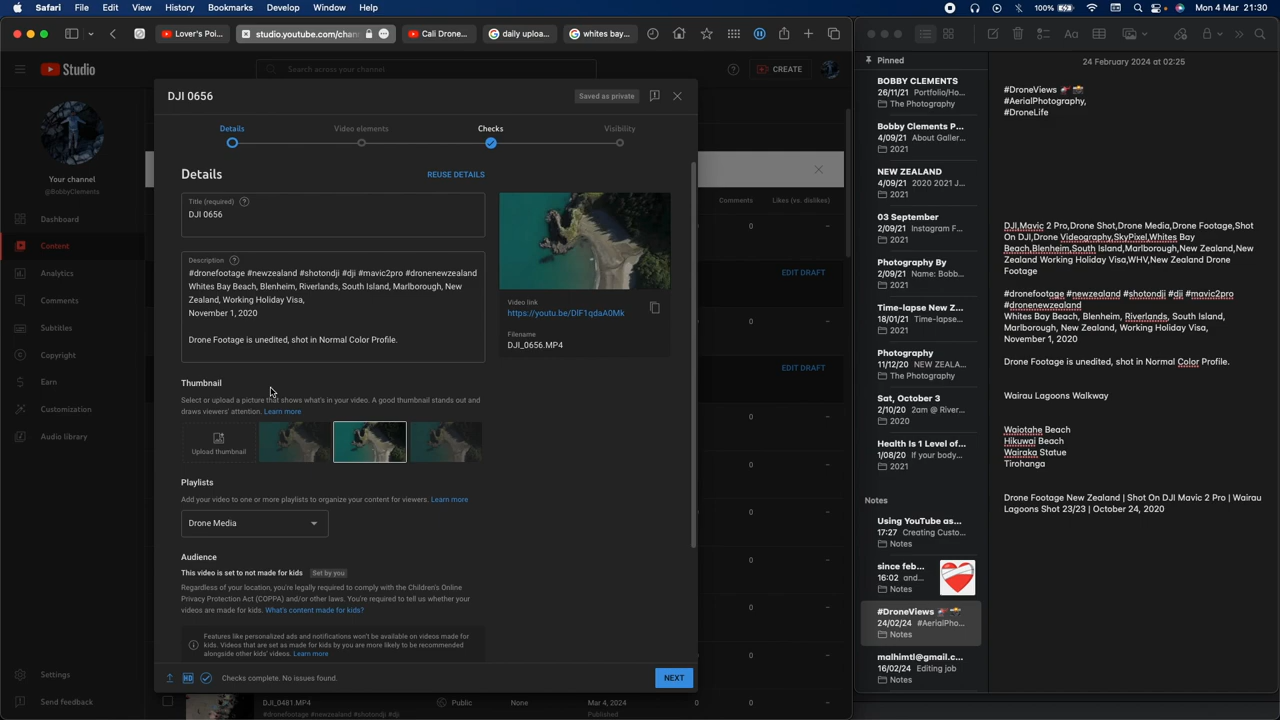 Safari File Edit View History Bookmarks Develop Window Help
100% Mon 4 Mar 21:30
Lover's Poi...
studio.youtube.com/chan
Cali Drone...
daily uploa...
whites bay...
Studio
Search across your channel
CREATE
Your channel
@BobbyClements
Dashboard
Content
Analytics
Comments
Subtitles
Copyright
Earn
Customization
Audio library
Settings
Send feedback
DJI 0656
Saved as private
Details
Video elements
Checks
Visibility
Details
REUSE DETAILS
Title (required)
DJI 0656
Description
#dronefootage #newzealand #shotondji #dji #mavic2pro #dronenewzealand
Whites Bay Beach, Blenheim, Riverlands, South Island, Marlborough, New
Zealand, Working Holiday Visa,
November 1, 2020
Drone Footage is unedited, shot in Normal Color Profile.
Video link
https://youtu.be/DIF1qdaA0Mk
Filename
DJI_0656.MP4
Thumbnail
Select or upload a picture that shows what's in your video. A good thumbnail stands out and
draws viewers' attention. Learn more
Upload thumbnail
Playlists
Add your video to one or more playlists to organize your content for viewers. Learn more
Drone Media
Audience
This video is set to not made for kids Set by you
Regardless of your location, you're legally required to comply with the Children's Online
Privacy Protection Act (COPPA) and/or other laws. You're required to tell us whether your
videos are made for kids. What's content made for kids?
Features like personalized ads and notifications won't be available on videos made for
kids. Videos that are set as made for kids by you are more likely to be recommended
alongside other kids' videos. Learn more
HD Checks complete. No issues found.
NEXT
Comments Likes (vs. dislikes)
0 –
EDIT DRAFT
0 –
EDIT DRAFT
0 –
0 –
0 –
0 –
0 –
0 –
DJI_0481.MP4
#dronefootage #newzealand #shotondji #dji
Public
None
Mar 4, 2024
Published
0
0 –
Pinned
BOBBY CLEMENTS
26/11/21 Portfolio/Ho...
The Photography
Bobby Clements P...
4/09/21 About Galler...
2021
NEW ZEALAND
4/09/21 2020 2021 J...
2021
03 September
2/09/21 Instagram F...
2021
Photography By
2/09/21 Name: Bobb...
2021
Time-lapse New Z...
18/01/21 Time-lapse...
2021
Photography
11/12/20 NEW ZEALA...
The Photography
Sat, October 3
2/10/20 2am @ River...
2020
Health Is 1 Level of...
1/08/20 If your body...
2021
Notes
Using YouTube as...
17:27 Creating Custo...
Notes
since feb...
16:02 and...
Notes
#DroneViews
24/02/24 #AerialPho...
Notes
malhimtl@gmail.c...
16/02/24 Editing job
Notes
24 February 2024 at 02:25
#DroneViews
#AerialPhotography,
#DroneLife
DJI,Mavic 2 Pro,Drone Shot,Drone Media,Drone Footage,Shot
On DJI,Drone Videography,SkyPixel,Whites Bay
Beach,Blenheim,South Island,Marlborough,New Zealand,New
Zealand Working Holiday Visa,WHV,New Zealand Drone
Footage
#dronefootage #newzealand #shotondji #dji #mavic2pro
#dronenewzealand
Whites Bay Beach, Blenheim, Riverlands, South Island,
Marlborough, New Zealand, Working Holiday Visa,
November 1, 2020
Drone Footage is unedited, shot in Normal Color Profile.
Wairau Lagoons Walkway
Waiotahe Beach
Hikuwai Beach
Wairaka Statue
Tirohanga
Drone Footage New Zealand | Shot On DJI Mavic 2 Pro | Wairau
Lagoons Shot 23/23 | October 24, 2020